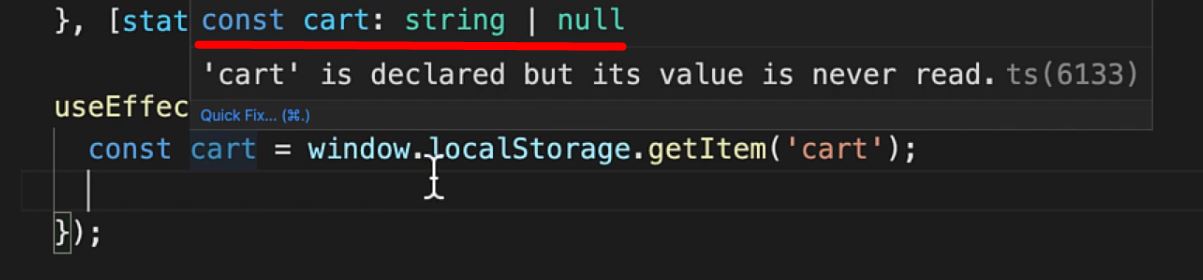 }, [stat
const cart: string | null
'cart' is declared but its value is never read. ts(6133)
useEffec
Quick Fix... (⌘.)
const cart = window.localStorage.getItem('cart');
});